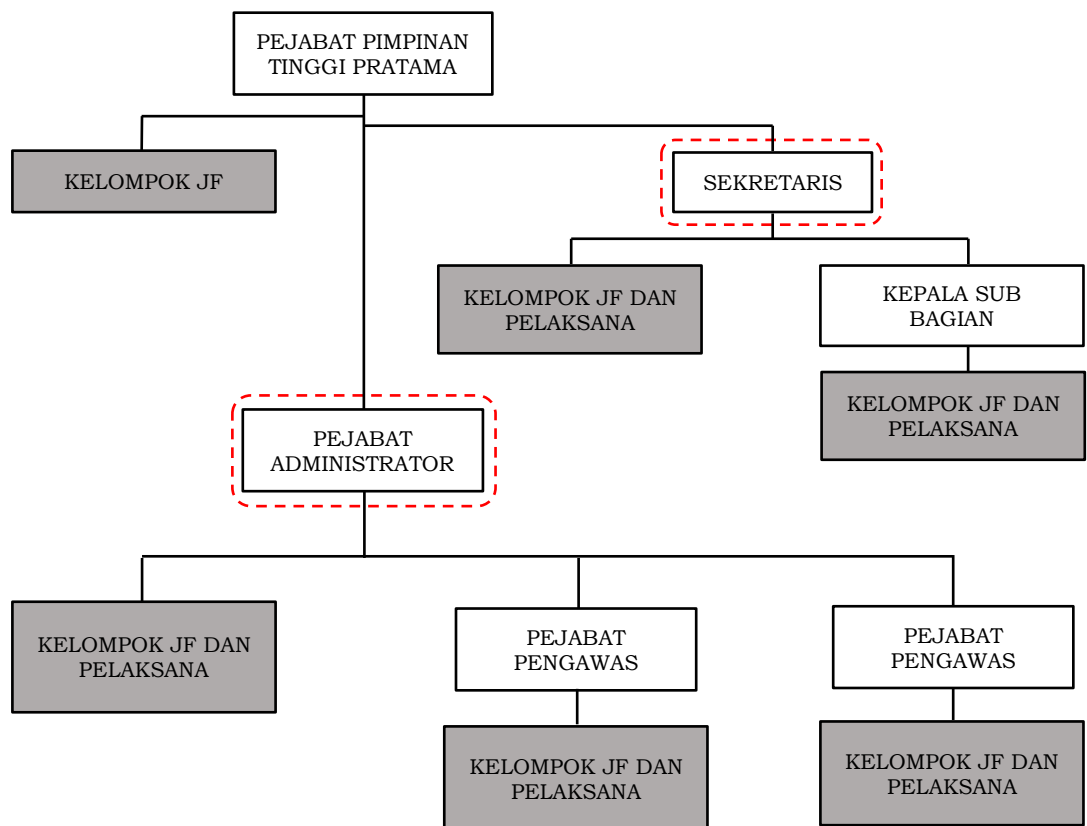 PEJABAT PIMPINAN
TINGGI PRATAMA
KELOMPOK JF
SEKRETARIS
KELOMPOK JF DAN
PELAKSANA
KEPALA SUB
BAGIAN
KELOMPOK JF DAN
PELAKSANA
PEJABAT
ADMINISTRATOR
KELOMPOK JF DAN
PELAKSANA
PEJABAT
PENGAWAS
PEJABAT
PENGAWAS
KELOMPOK JF DAN
PELAKSANA
KELOMPOK JF DAN
PELAKSANA